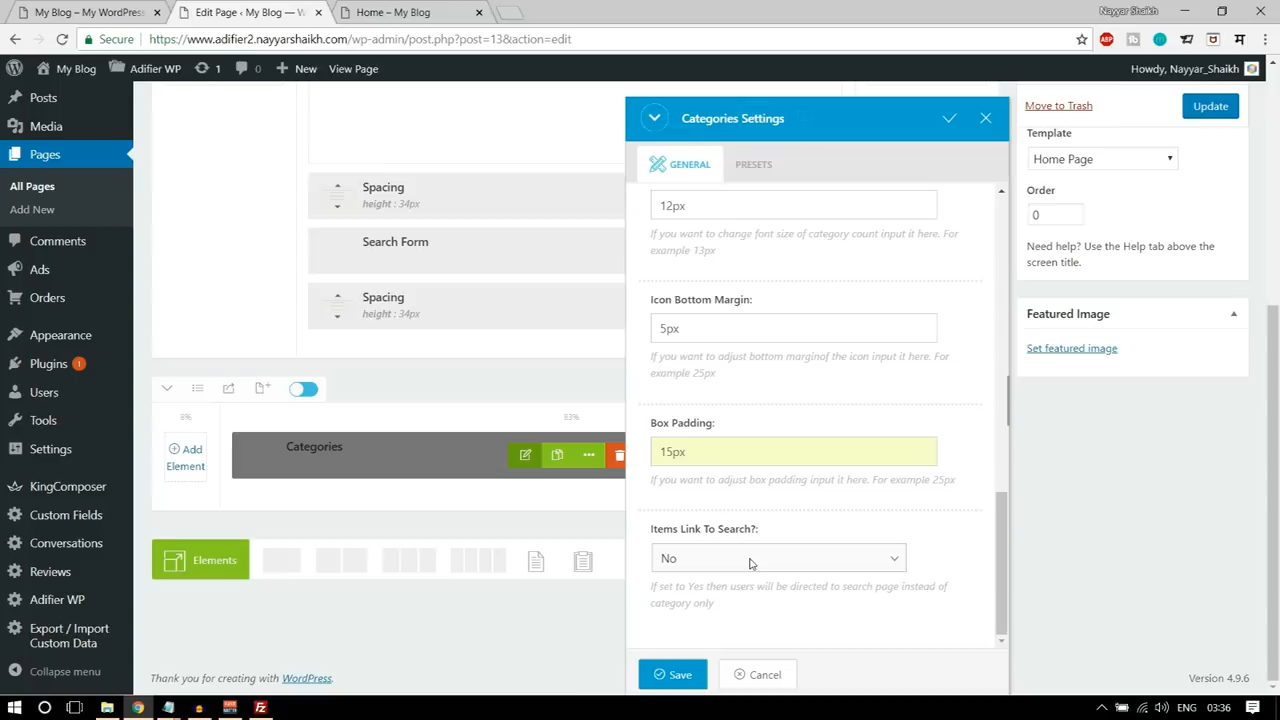 My Blog – My WordPress
Edit Page ‹ My Blog — W
Home – My Blog
Nayyar Shaikh
Secure
https://www.adifier2.nayyarshaikh.com/wp-admin/post.php?post=13&action=edit
ABP
My Blog
Adifier WP
1
0
New
View Page
Howdy, Nayyar_Shaikh
Posts
Media
Pages
All Pages
Add New
Comments
Ads
Orders
Appearance
Plugins 1
Users
Tools
Settings
KingComposer
Custom Fields
Conversations
Reviews
Adifier WP
Export / Import
Custom Data
Collapse menu
Spacing
height : 34px
Search Form
Spacing
height : 34px
8%
83%
Add
Element
Categories
Elements
Thank you for creating with WordPress.
Categories Settings
GENERAL
PRESETS
12px
If you want to change font size of category count input it here. For
example 13px
Icon Bottom Margin:
5px
If you want to adjust bottom marginof the icon input it here. For
example 25px
Box Padding:
15px
If you want to adjust box padding input it here. For example 25px
Items Link To Search?:
No
If set to Yes then users will be directed to search page instead of
category only
Save
Cancel
Move to Trash
Update
Template
Home Page
Order
0
Need help? Use the Help tab above the
screen title.
Featured Image
Set featured image
Version 4.9.6
ENG
03:36